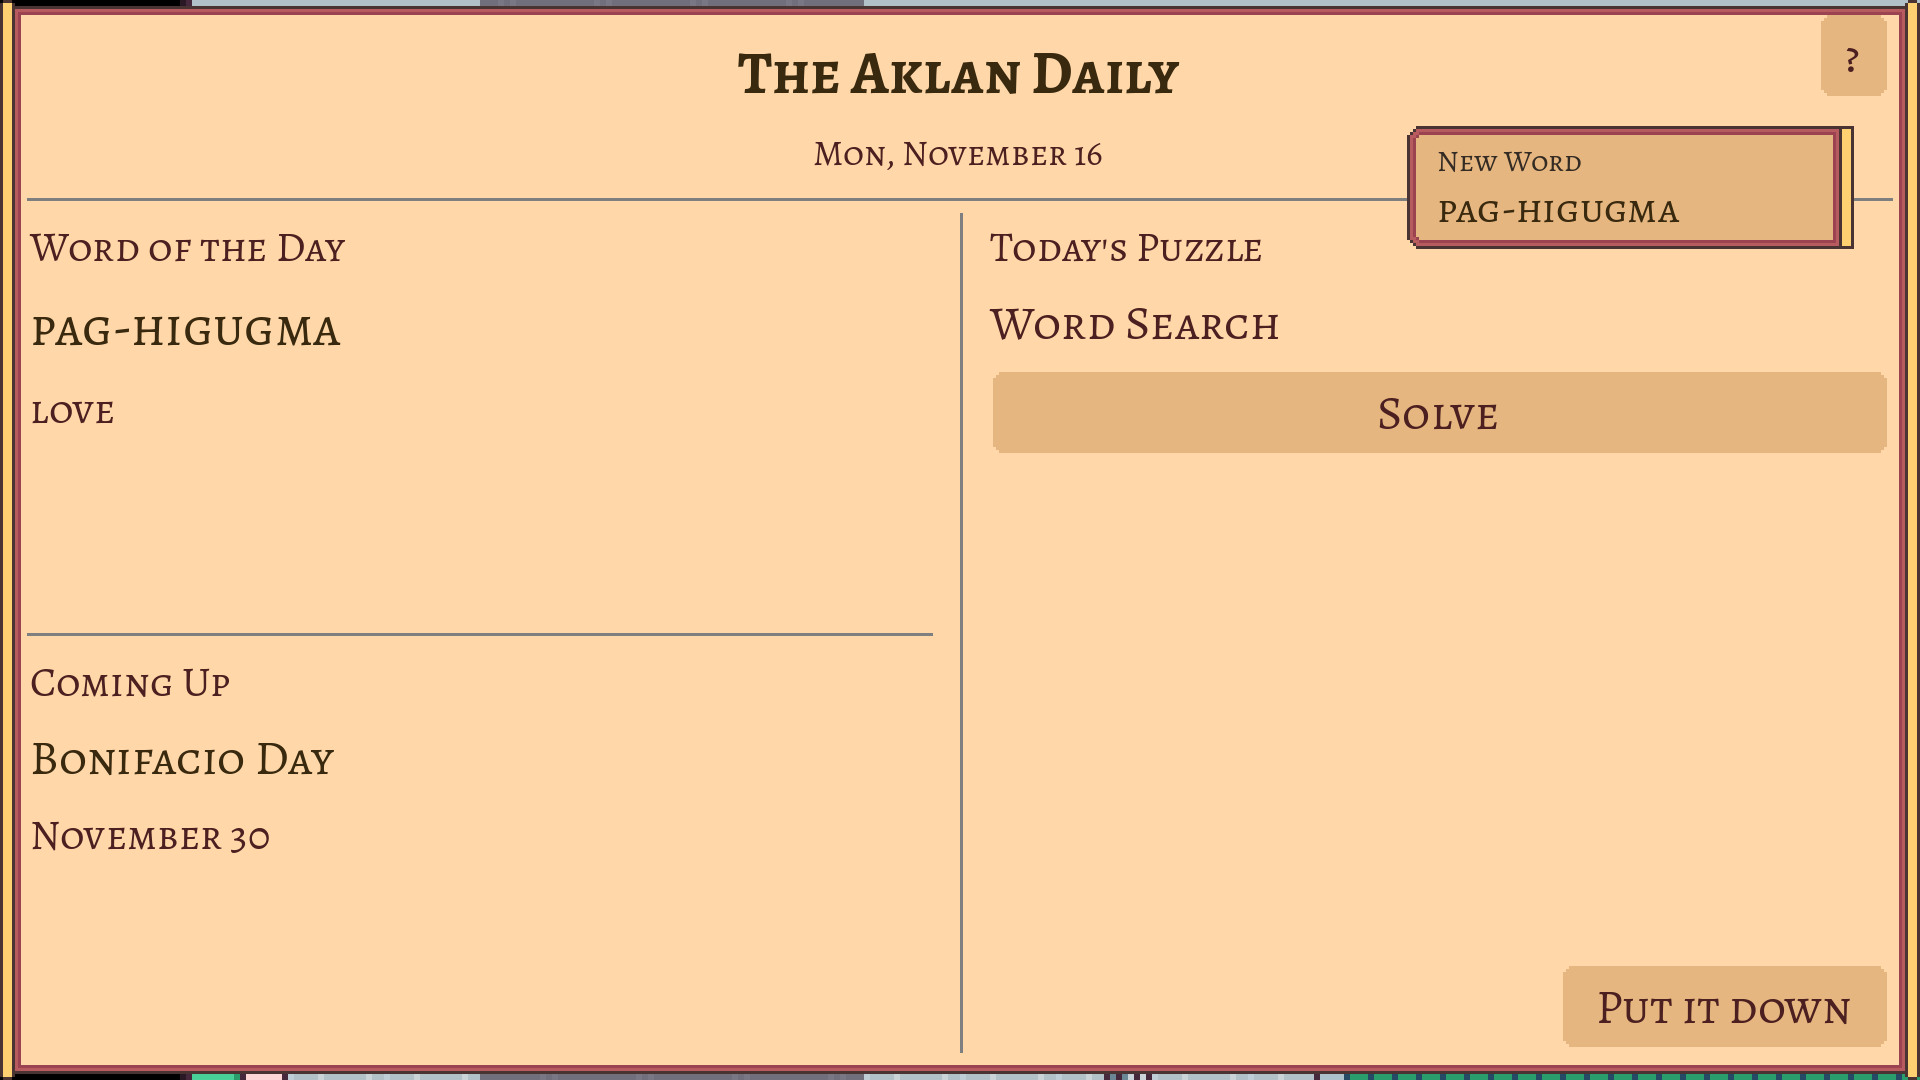 The Aklan Daily
?
Mon, November 16
New Word
pag-higugma
Word of the Day
pag-higugma
love
Coming Up
Bonifacio Day
November 30
Today's Puzzle
Word Search
Solve
Put it down